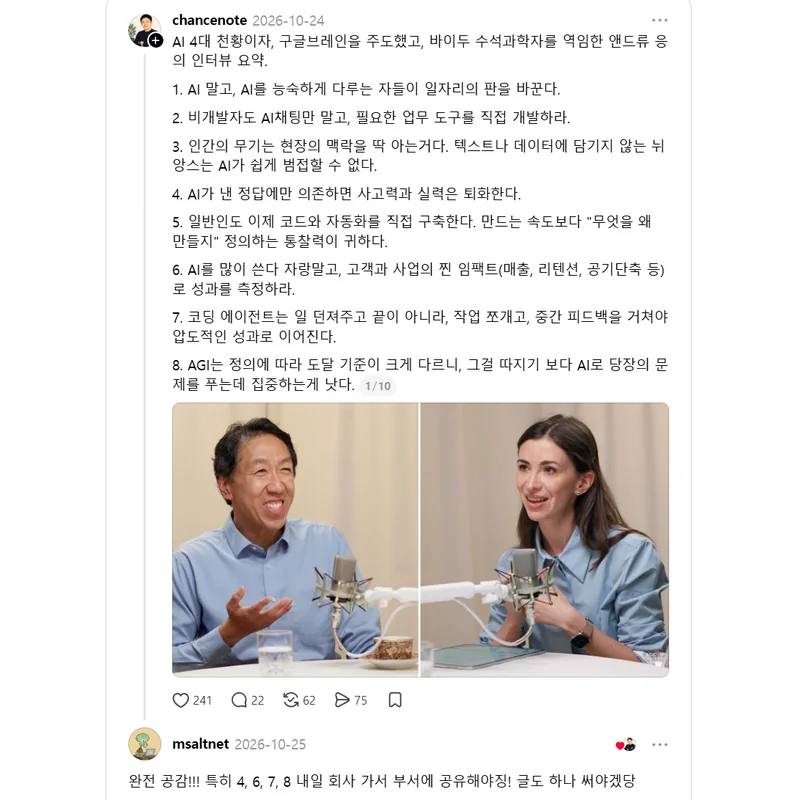 chancenote 2026-10-24
AI 4대 천황이자, 구글브레인을 주도했고, 바이두 수석과학자를 역임한 앤드류 응
의 인터뷰 요약.
1. AI 말고, AI를 능숙하게 다루는 자들이 일자리의 판을 바꾼다.
2. 비개발자도 AI채팅만 말고, 필요한 업무 도구를 직접 개발하라.
3. 인간의 무기는 현장의 맥락을 딱 아는거다. 텍스트나 데이터에 담기지 않는 뉘
앙스는 AI가 쉽게 범접할 수 없다.
4. AI가 낸 정답에만 의존하면 사고력과 실력은 퇴화한다.
5. 일반인도 이제 코드와 자동화를 직접 구축한다. 만드는 속도보다 "무엇을 왜
만들지" 정의하는 통찰력이 귀하다.
6. AI를 많이 쓴다 자랑말고, 고객과 사업의 찐 임팩트(매출, 리텐션, 공기단축 등)
로 성과를 측정하라.
7. 코딩 에이전트는 일 던져주고 끝이 아니라, 작업 쪼개고, 중간 피드백을 거쳐야
압도적인 성과로 이어진다.
8. AGI는 정의에 따라 도달 기준이 크게 다르니, 그걸 따지기 보다 AI로 당장의 문
제를 푸는데 집중하는게 낫다. 1/10
241 22 62 75
msaltnet 2026-10-25
완전 공감!!! 특히 4, 6, 7, 8 내일 회사 가서 부서에 공유해야징! 글도 하나 써야겠당